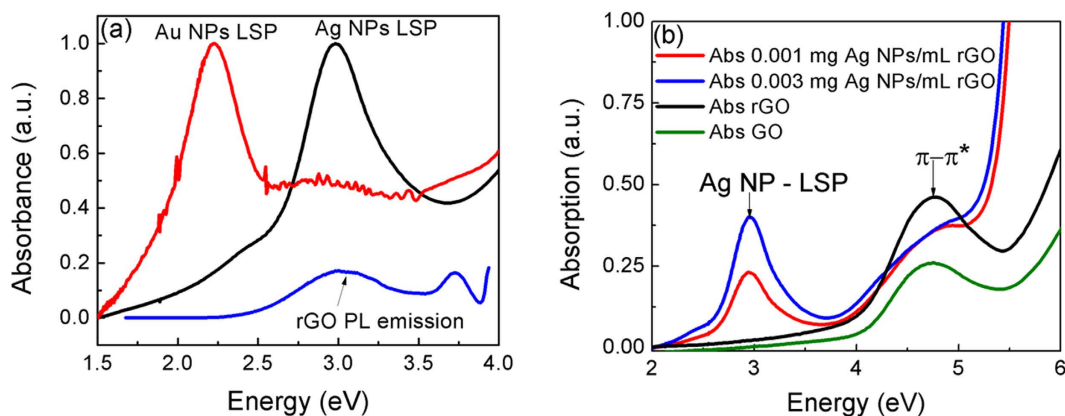 (a)
Au NPs LSP
Ag NPs LSP
1.0
0.8
0.6
0.4
0.2
0.0
Absorbance (a.u.)
rGO PL emission
1.5
2.0
2.5
3.0
3.5
4.0
Energy (eV)
(b)
Abs 0.001 mg Ag NPs/mL rGO
Abs 0.003 mg Ag NPs/mL rGO
Abs rGO
Abs GO
Ag NP - LSP
π–π*
1.00
0.75
0.50
0.25
0.00
Absorption (a.u.)
2
3
4
5
6
Energy (eV)